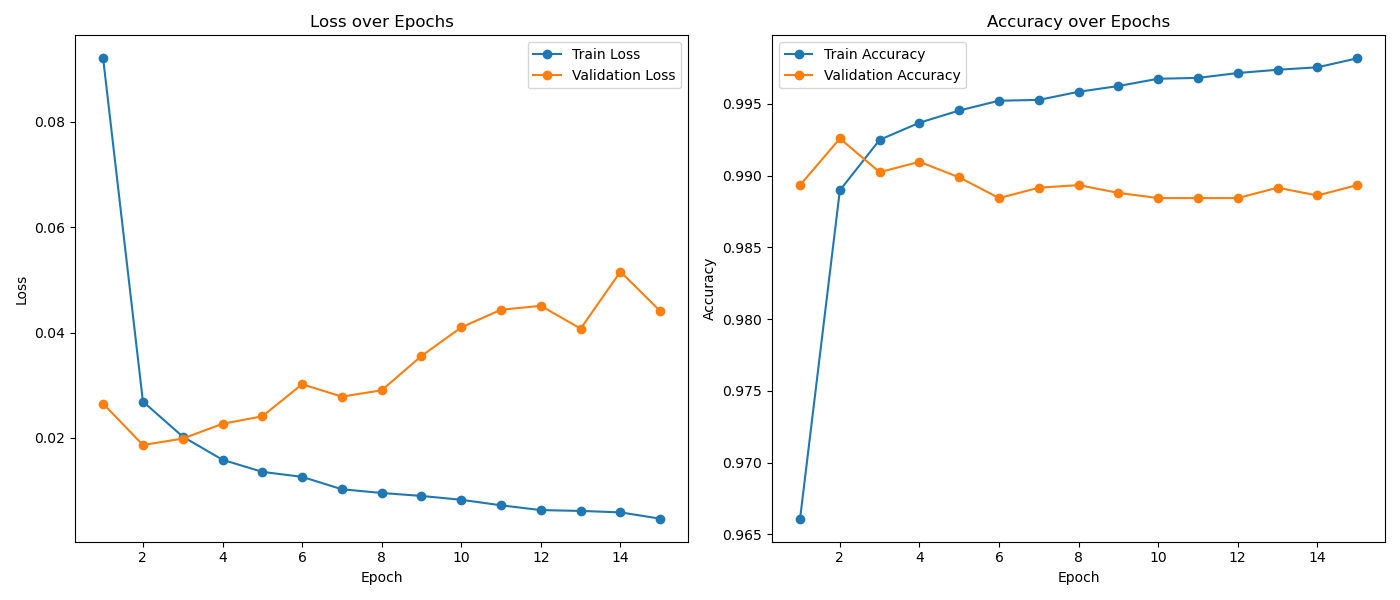 Loss over Epochs
Train Loss
Validation Loss
0.08
0.06
0.04
0.02
Loss
2 4 6 8 10 12 14
Epoch
Accuracy over Epochs
Train Accuracy
Validation Accuracy
0.995
0.990
0.985
0.980
0.975
0.970
0.965
Accuracy
2 4 6 8 10 12 14
Epoch